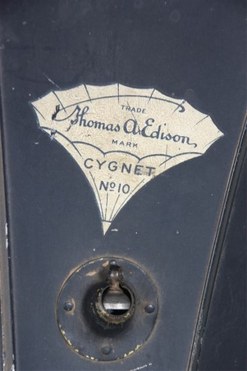 TRADE
Thomas A. Edison
MARK
CYGNET
No 10